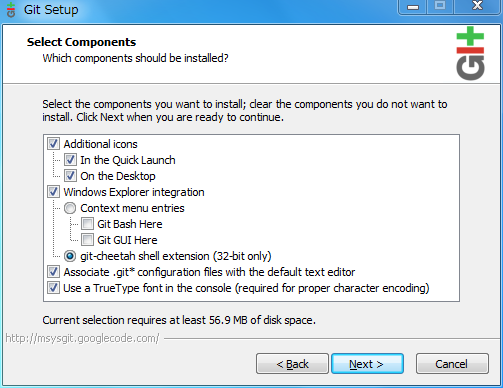 Git Setup
Select Components
Which components should be installed?
Git
Select the components you want to install; clear the components you do not want to
install. Click Next when you are ready to continue.
Additional icons
In the Quick Launch
On the Desktop
Windows Explorer integration
Context menu entries
Git Bash Here
Git GUI Here
git-cheetah shell extension (32-bit only)
Associate .git* configuration files with the default text editor
Use a TrueType font in the console (required for proper character encoding)
Current selection requires at least 56.9 MB of disk space.
http://msysgit.googlecode.com/
< Back
Next >
Cancel